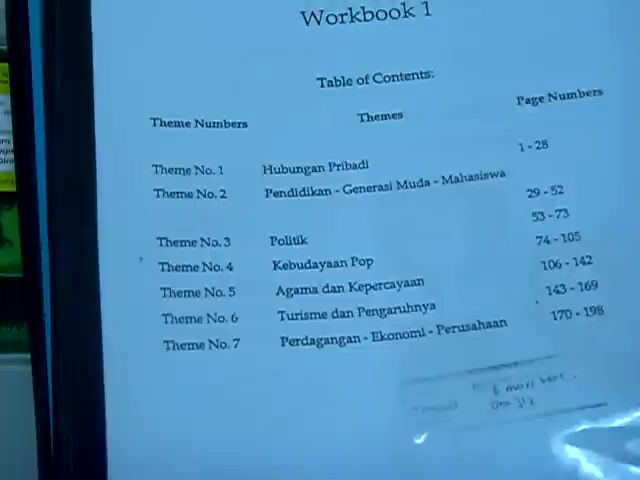 Workbook 1
Table of Contents:
Theme Numbers Themes Page Numbers
Theme No. 1 Hubungan Pribadi 1 - 28
Theme No. 2 Pendidikan - Generasi Muda - Mahasiswa 29 - 52
Theme No. 3 Politik 53 - 73
Theme No. 4 Kebudayaan Pop 74 - 105
Theme No. 5 Agama dan Kepercayaan 106 - 142
Theme No. 6 Turisme dan Pengaruhnya 143 - 169
Theme No. 7 Perdagangan - Ekonomi - Perusahaan 170 - 198